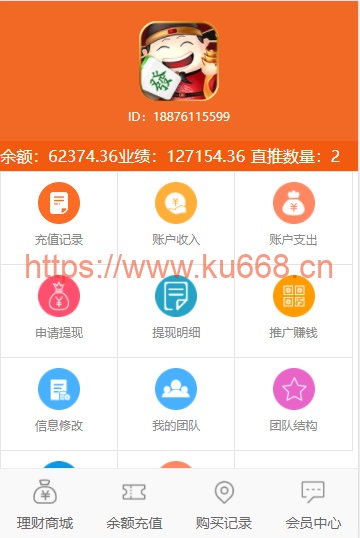 發
ID：18876115599
余额：62374.36业绩：127154.36 直推数量：2
充值记录 账户收入 账户支出
https://www.ku668.cn
申请提现 提现明细 推广赚钱
信息修改 我的团队 团队结构
理财商城 余额充值 购买记录 会员中心